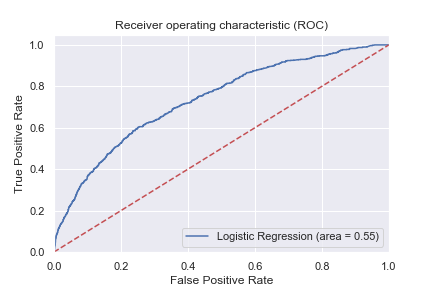 Receiver operating characteristic (ROC)
True Positive Rate
1.0
0.8
0.6
0.4
0.2
0.0
Logistic Regression (area = 0.55)
0.0 0.2 0.4 0.6 0.8 1.0
False Positive Rate